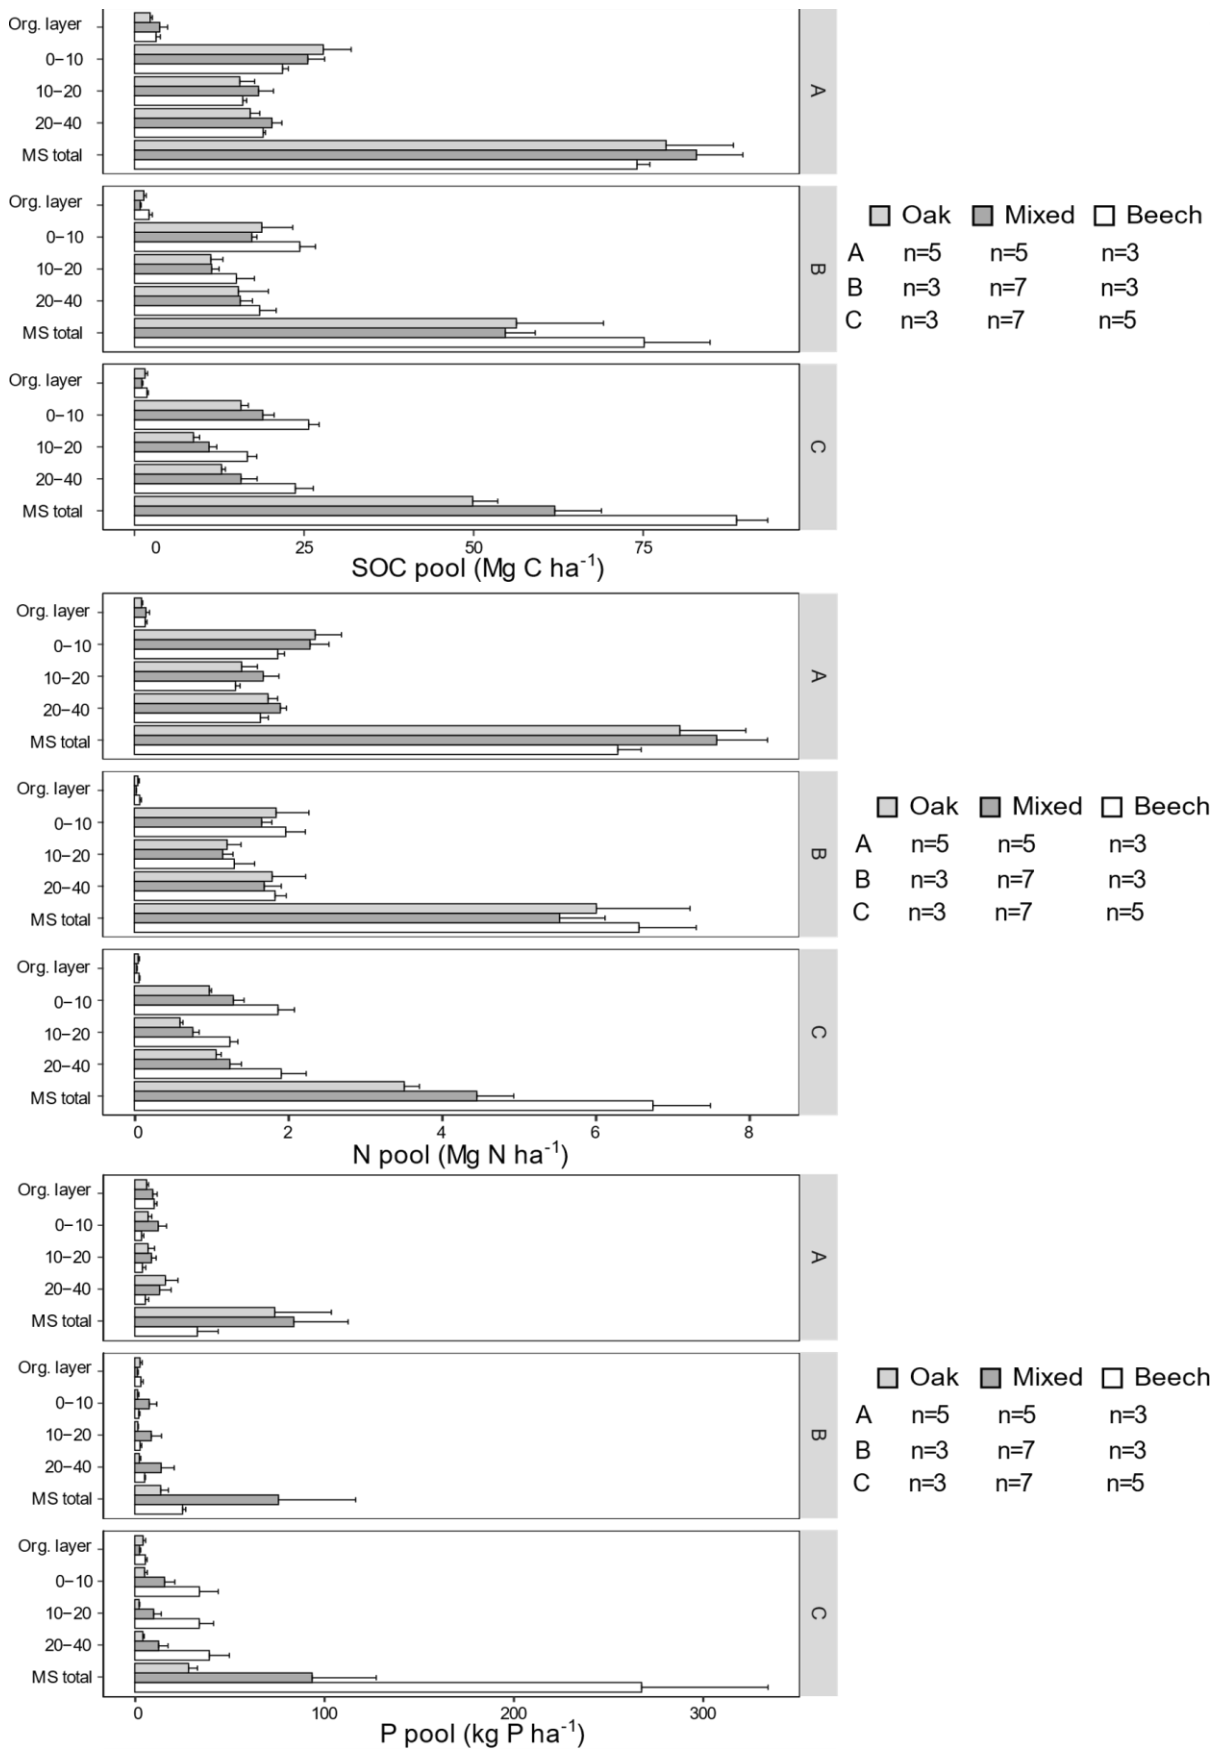 Org. layer
0−10
10−20
20−40
MS total
A
Org. layer
0−10
10−20
20−40
MS total
B
Org. layer
0−10
10−20
20−40
MS total
C
0 25 50 75
SOC pool (Mg C ha-1)
Oak Mixed Beech
A n=5 n=5 n=3
B n=3 n=7 n=3
C n=3 n=7 n=5
Org. layer
0−10
10−20
20−40
MS total
A
Org. layer
0−10
10−20
20−40
MS total
B
Org. layer
0−10
10−20
20−40
MS total
C
0 2 4 6 8
N pool (Mg N ha-1)
Oak Mixed Beech
A n=5 n=5 n=3
B n=3 n=7 n=3
C n=3 n=7 n=5
Org. layer
0−10
10−20
20−40
MS total
A
Org. layer
0−10
10−20
20−40
MS total
B
Org. layer
0−10
10−20
20−40
MS total
C
0 100 200 300
P pool (kg P ha-1)
Oak Mixed Beech
A n=5 n=5 n=3
B n=3 n=7 n=3
C n=3 n=7 n=5